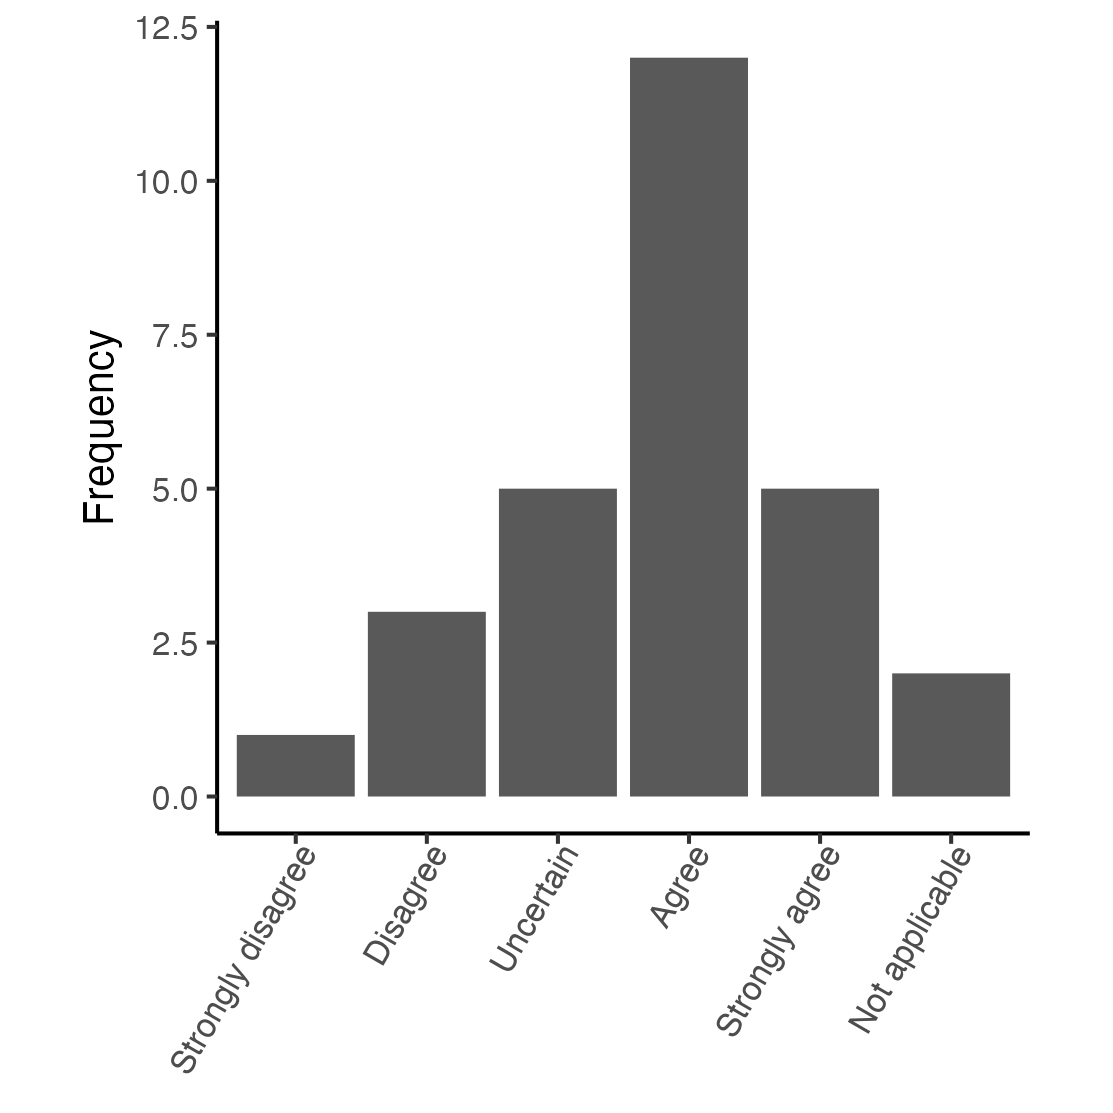 12.5
10.0
7.5
5.0
2.5
0.0
Frequency
Strongly disagree
Disagree
Uncertain
Agree
Strongly agree
Not applicable